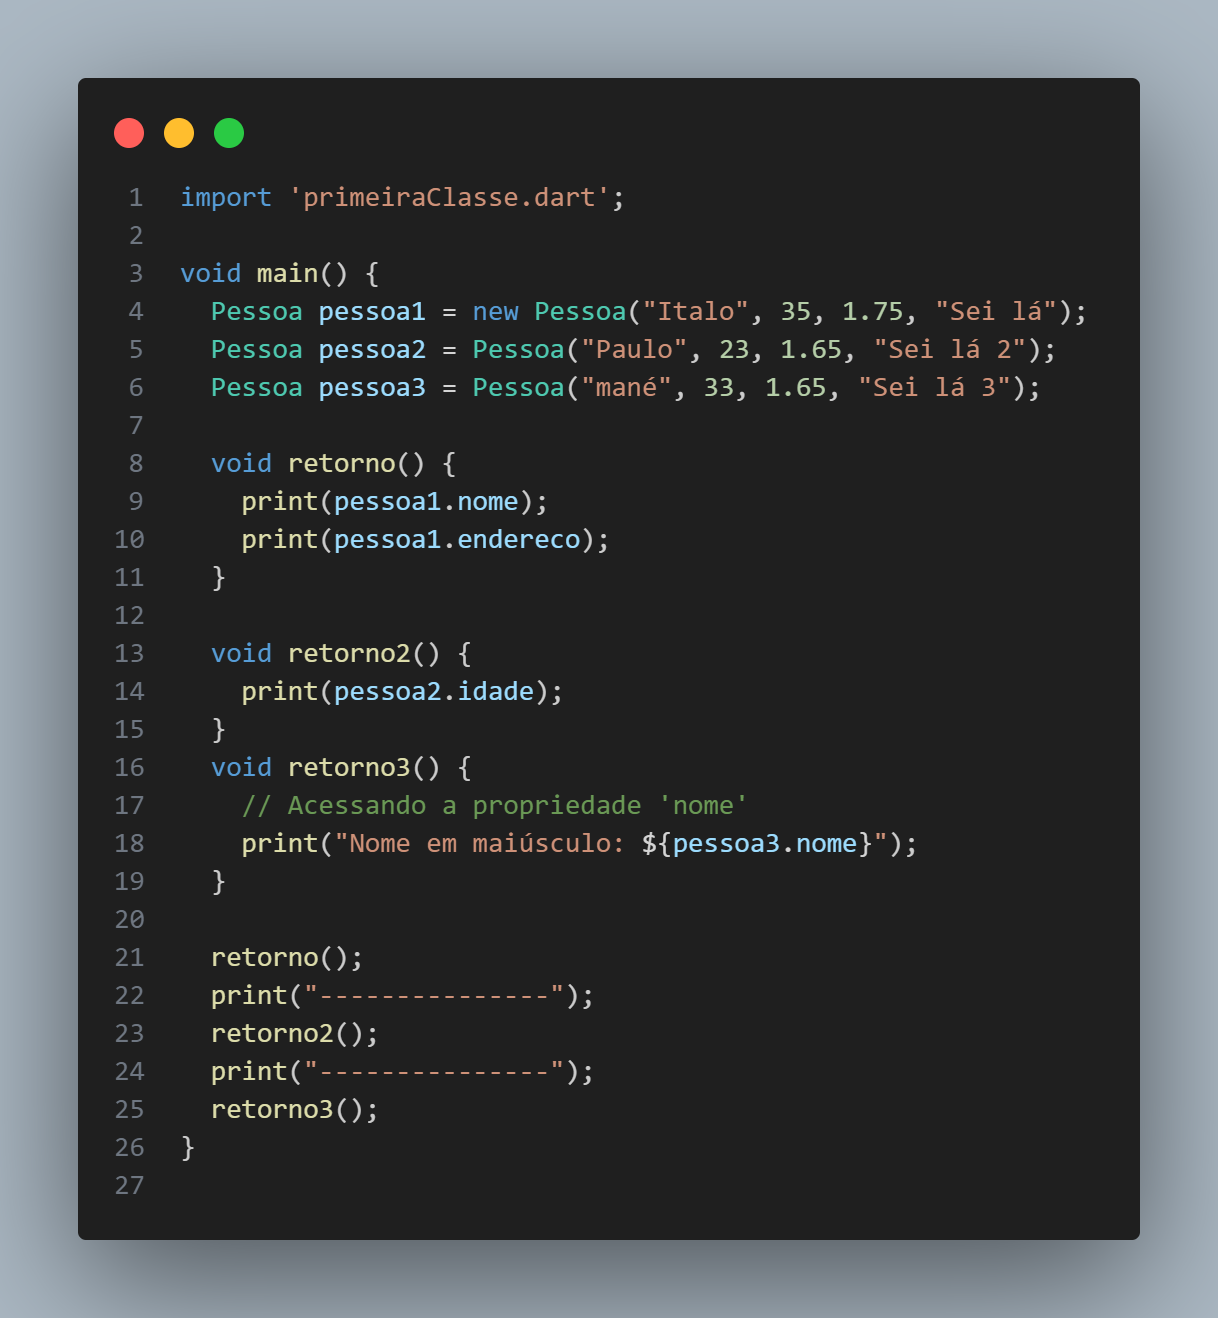 1 import 'primeiraClasse.dart';
2
3 void main() {
4   Pessoa pessoa1 = new Pessoa("Italo", 35, 1.75, "Sei lá");
5   Pessoa pessoa2 = Pessoa("Paulo", 23, 1.65, "Sei lá 2");
6   Pessoa pessoa3 = Pessoa("mané", 33, 1.65, "Sei lá 3");
7
8   void retorno() {
9     print(pessoa1.nome);
10     print(pessoa1.endereco);
11   }
12
13   void retorno2() {
14     print(pessoa2.idade);
15   }
16   void retorno3() {
17     // Acessando a propriedade 'nome'
18     print("Nome em maiúsculo: ${pessoa3.nome}");
19   }
20
21   retorno();
22   print("---------------");
23   retorno2();
24   print("---------------");
25   retorno3();
26 }
27